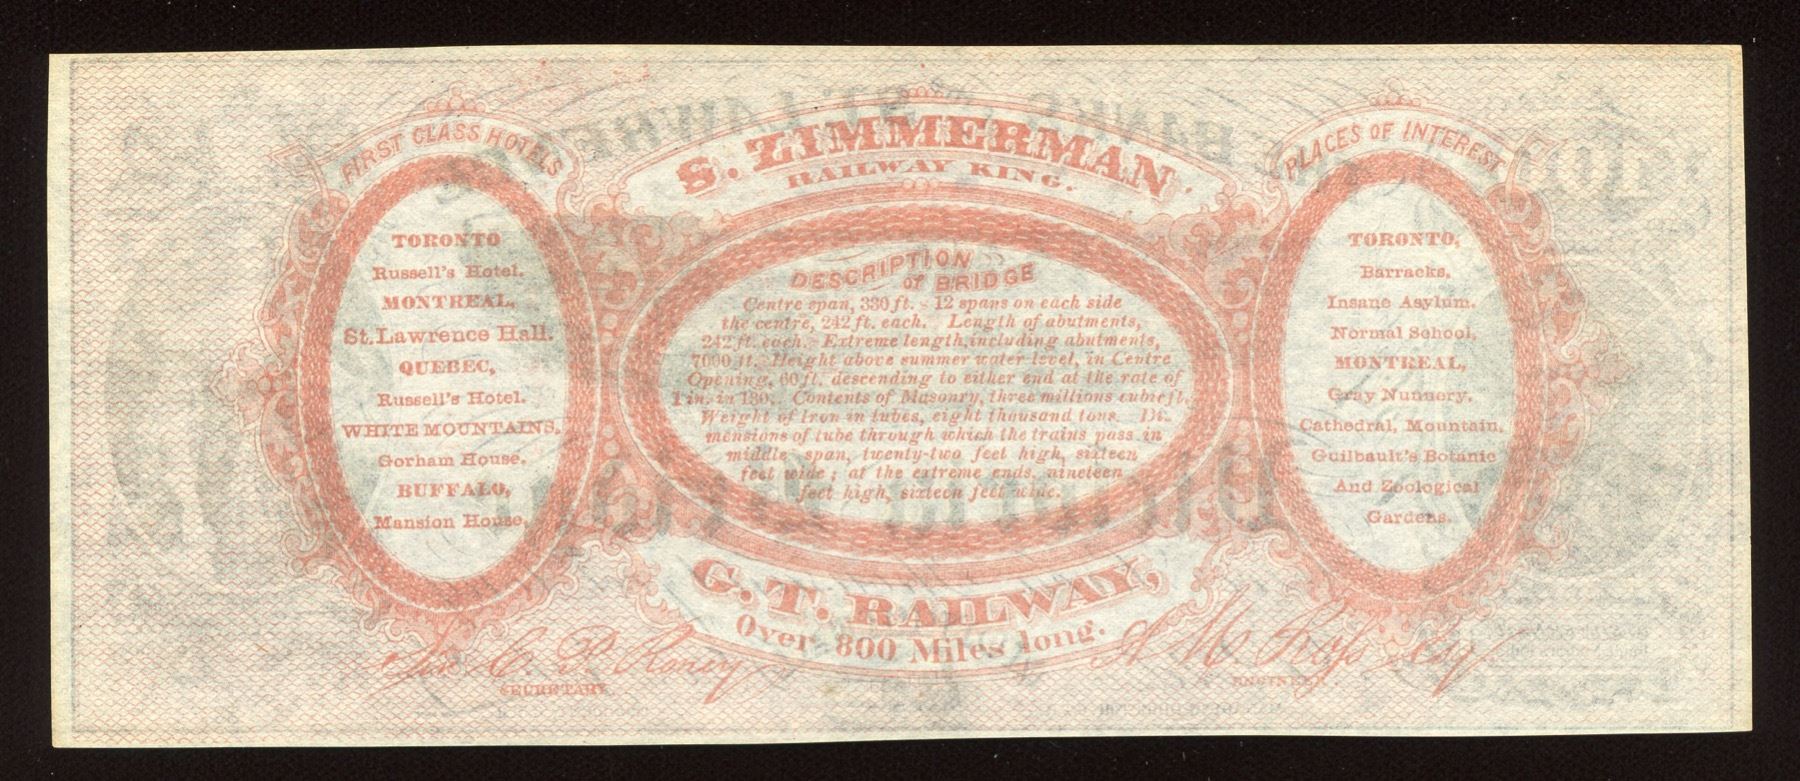 FIRST CLASS HOTELS
TORONTO
Russell's Hotel.
MONTREAL,
St. Lawrence Hall.
QUEBEC,
Russell's Hotel.
WHITE MOUNTAINS,
Gorham House.
BUFFALO,
Mansion House,
S. ZIMMERMAN
RAILWAY KING.
DESCRIPTION
of BRIDGE
Centre span, 330 ft. - 12 spans on each side
the centre, 242 ft. each. Length of abutments,
242 ft. each. - Extreme length, including abutments,
7000 ft. - Height above summer water level, in Centre
Opening, 60 ft. descending to either end at the rate of
1 in. in 130. Contents of Masonry, three millions cubic ft,
Weight of Iron in tubes, eight thousand tons. Di-
mensions of tube through which the trains pass in
middle span, twenty-two feet high, sixteen
feet wide; at the extreme ends, nineteen
feet high, sixteen feet wide.
G. T. RAILWAY,
Over 800 Miles long.
PLACES OF INTEREST
TORONTO,
Barracks,
Insane Asylum.
Normal School,
MONTREAL,
Gray Nunnery.
Cathedral, Mountain,
Guilbault's Botanic
And Zoological
Gardens.
C. P. Roney
SECRETARY
A M Ross Esq
ENGINEER